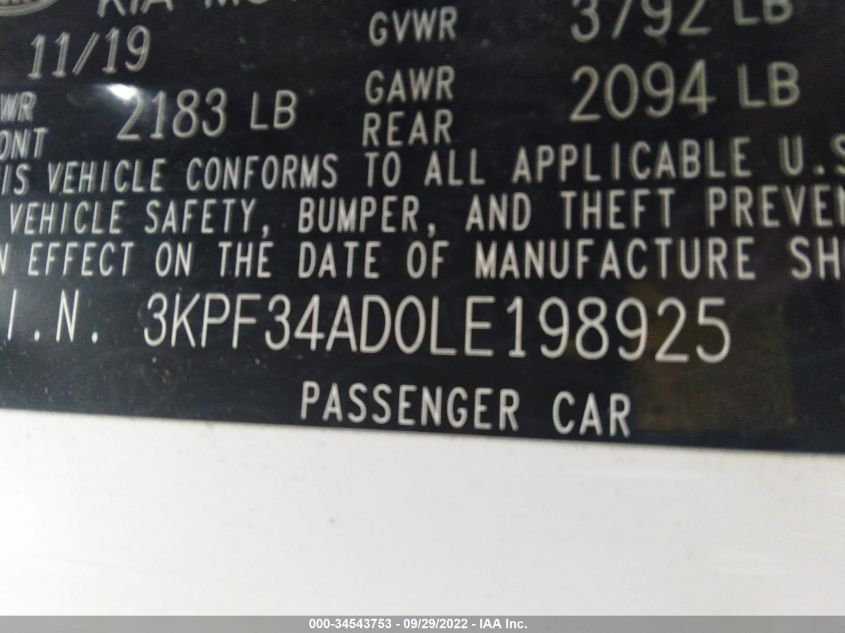 KIA
11/19 GVWR 3792 LB
2183 LB GAWR REAR 2094 LB
VEHICLE CONFORMS TO ALL APPLICABLE U.S
VEHICLE SAFETY, BUMPER, AND THEFT PREVEN
EFFECT ON THE DATE OF MANUFACTURE SH
I.N. 3KPF34AD0LE198925
PASSENGER CAR
000-34543753 - 09/29/2022 - IAA Inc.